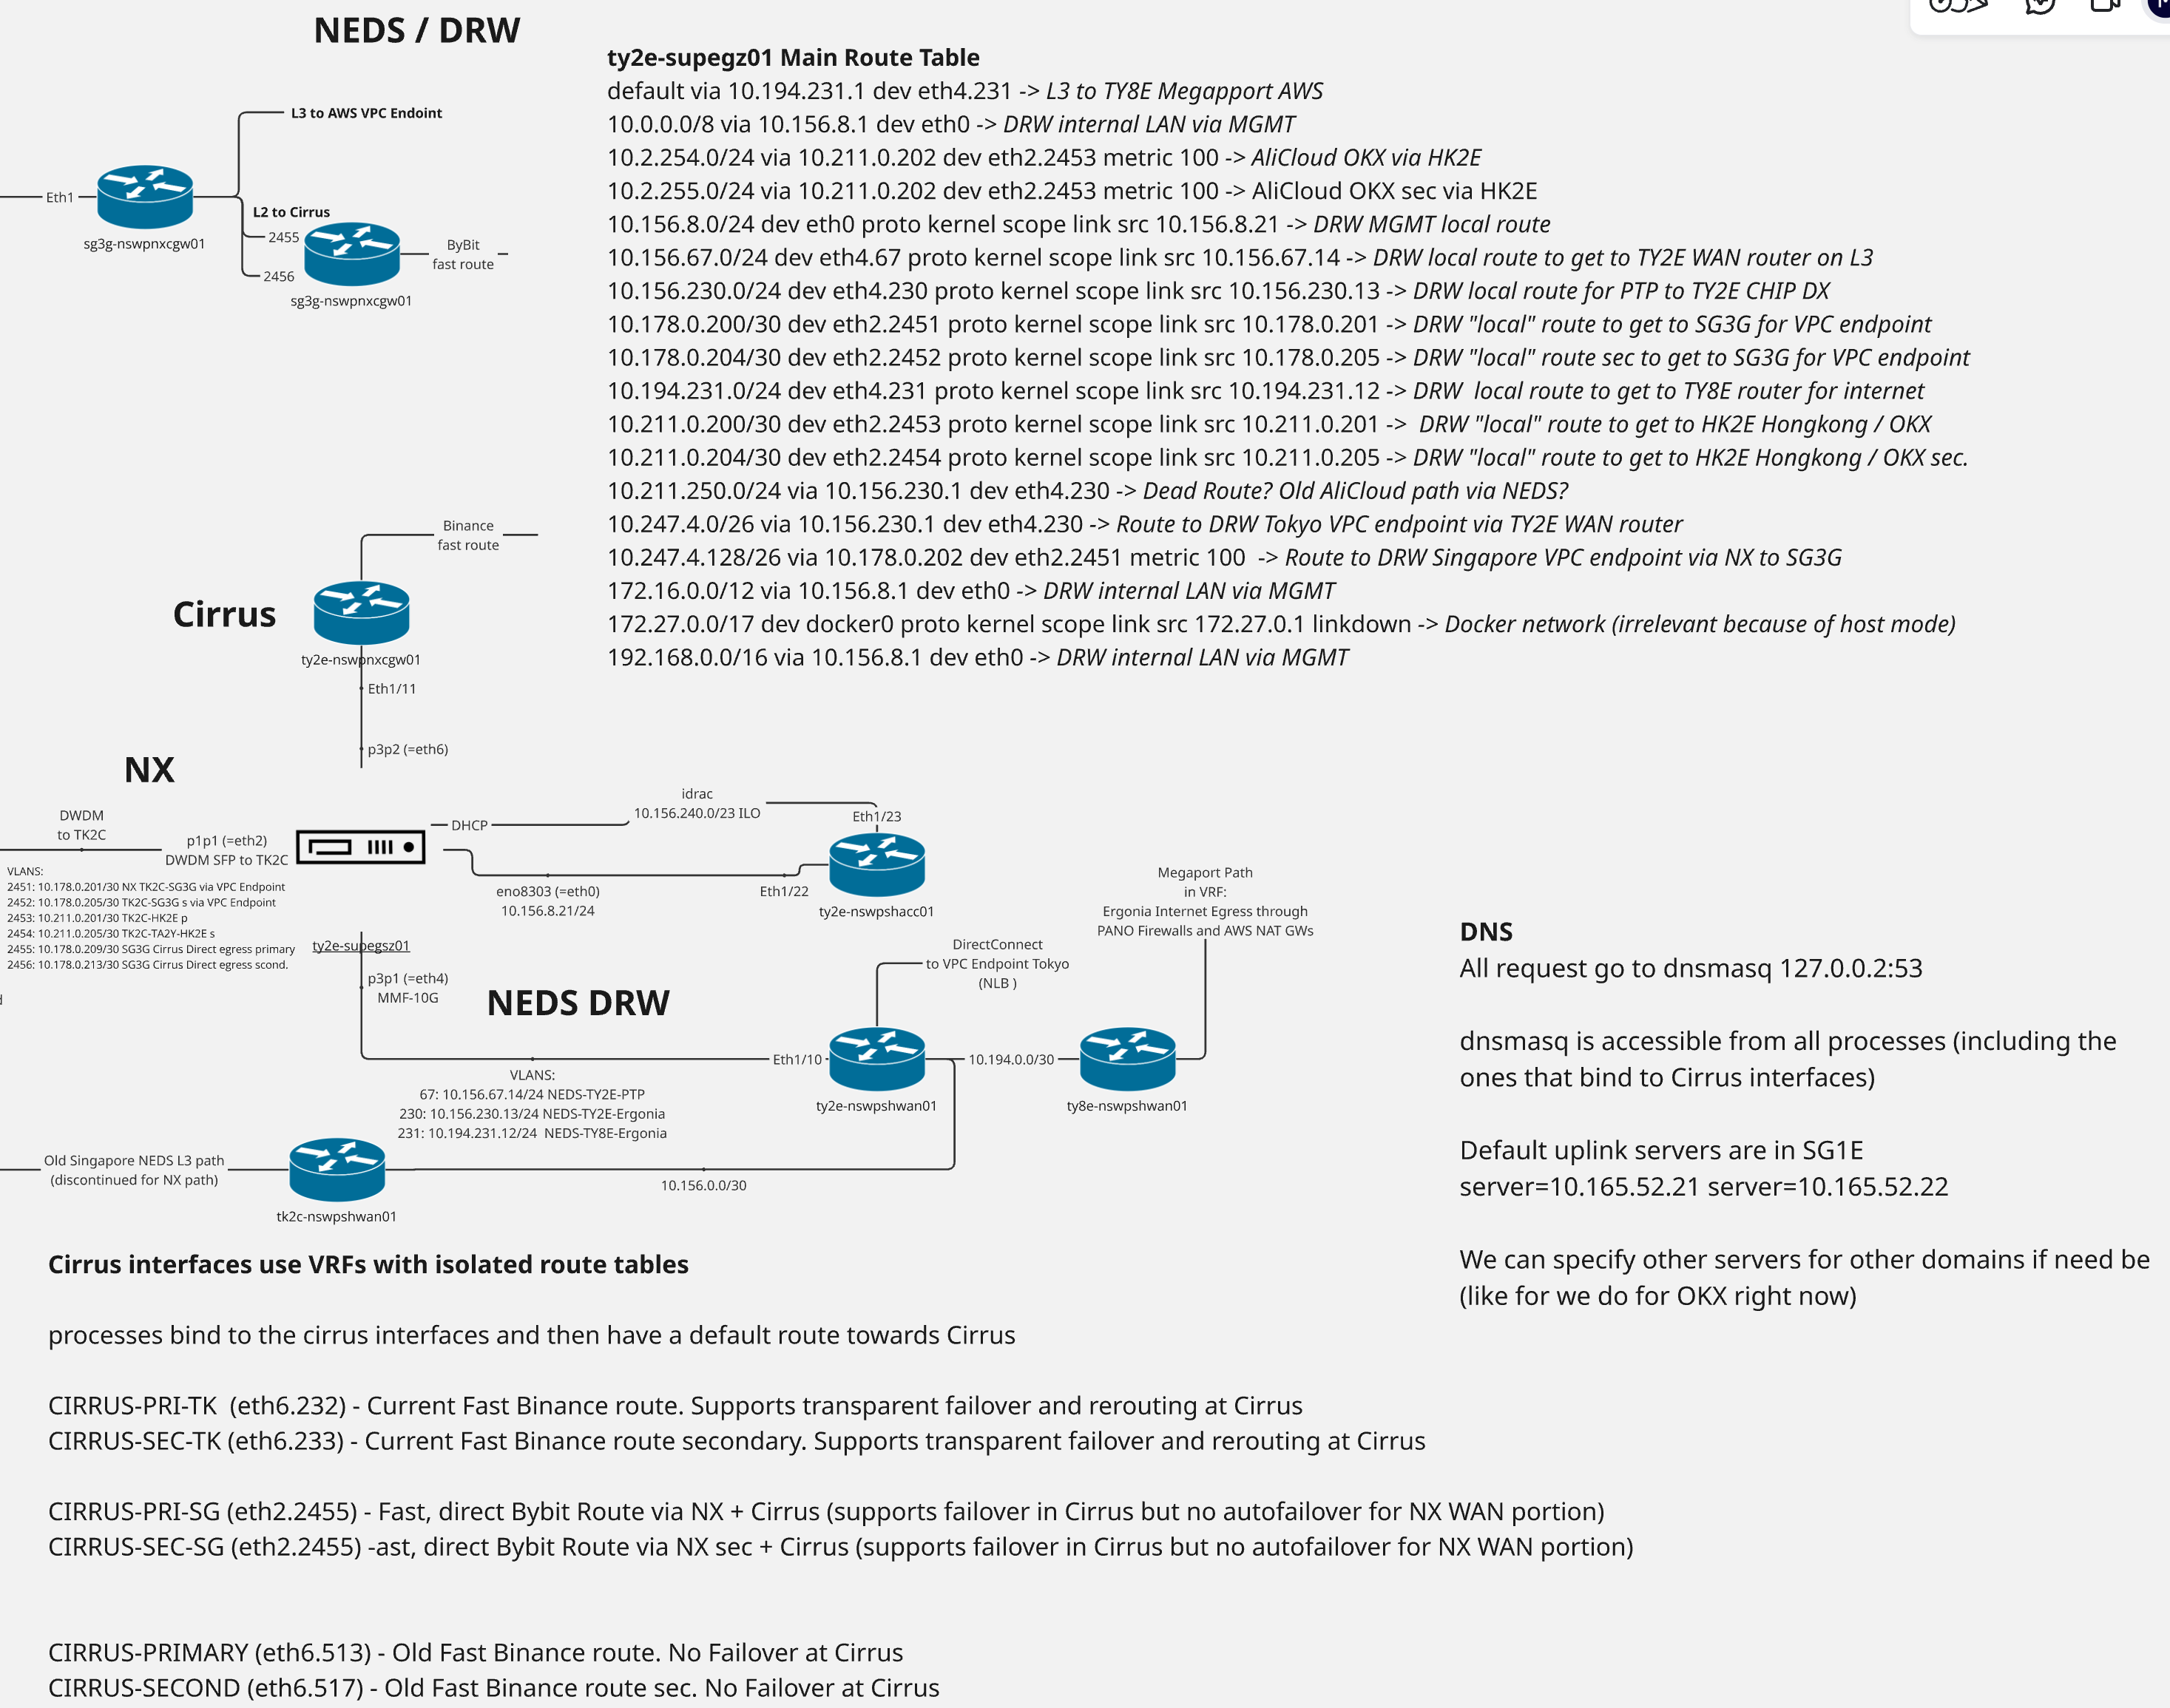 NEDS / DRW
L3 to AWS VPC Endoint
Eth1
sg3g-nswpnxcgw01
L2 to Cirrus
2455
2456
ByBit
fast route
sg3g-nswpnxcgw01
ty2e-supegz01 Main Route Table
default via 10.194.231.1 dev eth4.231 -> L3 to TY8E Megapport AWS
10.0.0.0/8 via 10.156.8.1 dev eth0 -> DRW internal LAN via MGMT
10.2.254.0/24 via 10.211.0.202 dev eth2.2453 metric 100 -> AliCloud OKX via HK2E
10.2.255.0/24 via 10.211.0.202 dev eth2.2453 metric 100 -> AliCloud OKX sec via HK2E
10.156.8.0/24 dev eth0 proto kernel scope link src 10.156.8.21 -> DRW MGMT local route
10.156.67.0/24 dev eth4.67 proto kernel scope link src 10.156.67.14 -> DRW local route to get to TY2E WAN router on L3
10.156.230.0/24 dev eth4.230 proto kernel scope link src 10.156.230.13 -> DRW local route for PTP to TY2E CHIP DX
10.178.0.200/30 dev eth2.2451 proto kernel scope link src 10.178.0.201 -> DRW "local" route to get to SG3G for VPC endpoint
10.178.0.204/30 dev eth2.2452 proto kernel scope link src 10.178.0.205 -> DRW "local" route sec to get to SG3G for VPC endpoint
10.194.231.0/24 dev eth4.231 proto kernel scope link src 10.194.231.12 -> DRW  local route to get to TY8E router for internet
10.211.0.200/30 dev eth2.2453 proto kernel scope link src 10.211.0.201 ->  DRW "local" route to get to HK2E Hongkong / OKX
10.211.0.204/30 dev eth2.2454 proto kernel scope link src 10.211.0.205 -> DRW "local" route to get to HK2E Hongkong / OKX sec.
10.211.250.0/24 via 10.156.230.1 dev eth4.230 -> Dead Route? Old AliCloud path via NEDS?
10.247.4.0/26 via 10.156.230.1 dev eth4.230 -> Route to DRW Tokyo VPC endpoint via TY2E WAN router
10.247.4.128/26 via 10.178.0.202 dev eth2.2451 metric 100  -> Route to DRW Singapore VPC endpoint via NX to SG3G
172.16.0.0/12 via 10.156.8.1 dev eth0 -> DRW internal LAN via MGMT
172.27.0.0/17 dev docker0 proto kernel scope link src 172.27.0.1 linkdown -> Docker network (irrelevant because of host mode)
192.168.0.0/16 via 10.156.8.1 dev eth0 -> DRW internal LAN via MGMT
Binance
fast route
Cirrus
ty2e-nswpnxcgw01
Eth1/11
p3p2 (=eth6)
NX
DWDM
to TK2C
p1p1 (=eth2)
DWDM SFP to TK2C
VLANS:
2451: 10.178.0.201/30 NX TK2C-SG3G via VPC Endpoint
2452: 10.178.0.205/30 TK2C-SG3G s via VPC Endpoint
2453: 10.211.0.201/30 TK2C-HK2E p
2454: 10.211.0.205/30 TK2C-TA2Y-HK2E s
2455: 10.178.0.209/30 SG3G Cirrus Direct egress primary
2456: 10.178.0.213/30 SG3G Cirrus Direct egress scond.
d
DHCP
idrac
10.156.240.0/23 ILO
Eth1/23
eno8303 (=eth0)
10.156.8.21/24
Eth1/22
ty2e-nswpshacc01
ty2e-supegsz01
p3p1 (=eth4)
MMF-10G
NEDS DRW
DirectConnect
to VPC Endpoint Tokyo
(NLB )
Megaport Path
in VRF:
Ergonia Internet Egress through
PANO Firewalls and AWS NAT GWs
Eth1/10
10.194.0.0/30
ty2e-nswpshwan01
ty8e-nswpshwan01
VLANS:
67: 10.156.67.14/24 NEDS-TY2E-PTP
230: 10.156.230.13/24 NEDS-TY2E-Ergonia
231: 10.194.231.12/24  NEDS-TY8E-Ergonia
Old Singapore NEDS L3 path
(discontinued for NX path)
10.156.0.0/30
tk2c-nswpshwan01
DNS
All request go to dnsmasq 127.0.0.2:53
dnsmasq is accessible from all processes (including the
ones that bind to Cirrus interfaces)
Default uplink servers are in SG1E
server=10.165.52.21 server=10.165.52.22
We can specify other servers for other domains if need be
(like for we do for OKX right now)
Cirrus interfaces use VRFs with isolated route tables
processes bind to the cirrus interfaces and then have a default route towards Cirrus
CIRRUS-PRI-TK  (eth6.232) - Current Fast Binance route. Supports transparent failover and rerouting at Cirrus
CIRRUS-SEC-TK (eth6.233) - Current Fast Binance route secondary. Supports transparent failover and rerouting at Cirrus
CIRRUS-PRI-SG (eth2.2455) - Fast, direct Bybit Route via NX + Cirrus (supports failover in Cirrus but no autofailover for NX WAN portion)
CIRRUS-SEC-SG (eth2.2455) -ast, direct Bybit Route via NX sec + Cirrus (supports failover in Cirrus but no autofailover for NX WAN portion)
CIRRUS-PRIMARY (eth6.513) - Old Fast Binance route. No Failover at Cirrus
CIRRUS-SECOND (eth6.517) - Old Fast Binance route sec. No Failover at Cirrus